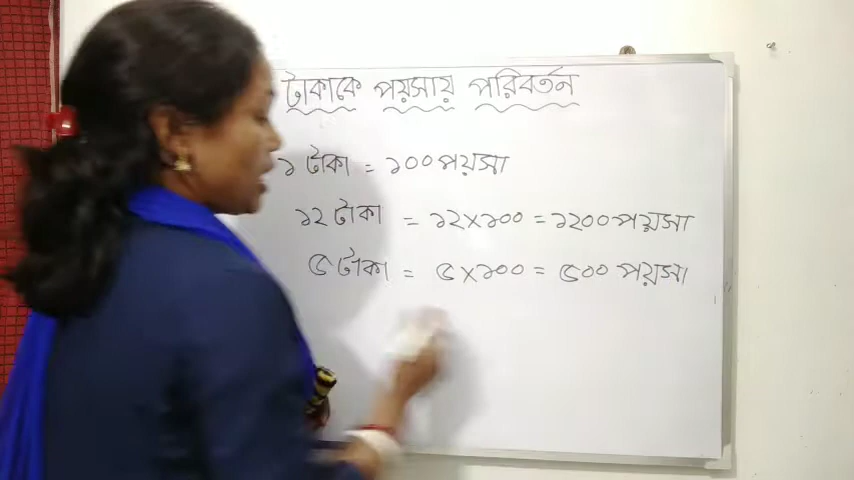 টাকাকে পয়সায় পরিবর্তন
১ টাকা = ১০০ পয়সা
১২ টাকা = ১২×১০০ = ১২০০ পয়সা
৫ টাকা = ৫×১০০ = ৫০০ পয়সা